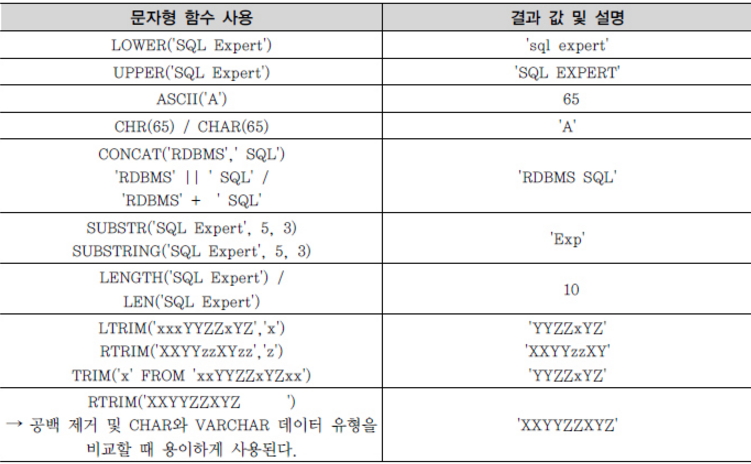 문자형 함수 사용 결과 값 및 설명
LOWER('SQL Expert') 'sql expert'
UPPER('SQL Expert') 'SQL EXPERT'
ASCII('A') 65
CHR(65) / CHAR(65) 'A'
CONCAT('RDBMS',' SQL')
'RDBMS' || ' SQL' / 'RDBMS SQL'
'RDBMS' + ' SQL'
SUBSTR('SQL Expert', 5, 3)
SUBSTRING('SQL Expert', 5, 3) 'Exp'
LENGTH('SQL Expert') /
LEN('SQL Expert') 10
LTRIM('xxxYYZZxYZ','x') 'YYZZxYZ'
RTRIM('XXYYzzXYzz','z') 'XXYYzzXY'
TRIM('x' FROM 'xxYYZZxYZxx') 'YYZZxYZ'
RTRIM('XXYYZZXYZ      ')
→ 공백 제거 및 CHAR와 VARCHAR 데이터 유형을 'XXYYZZXYZ'
비교할 때 용이하게 사용된다.